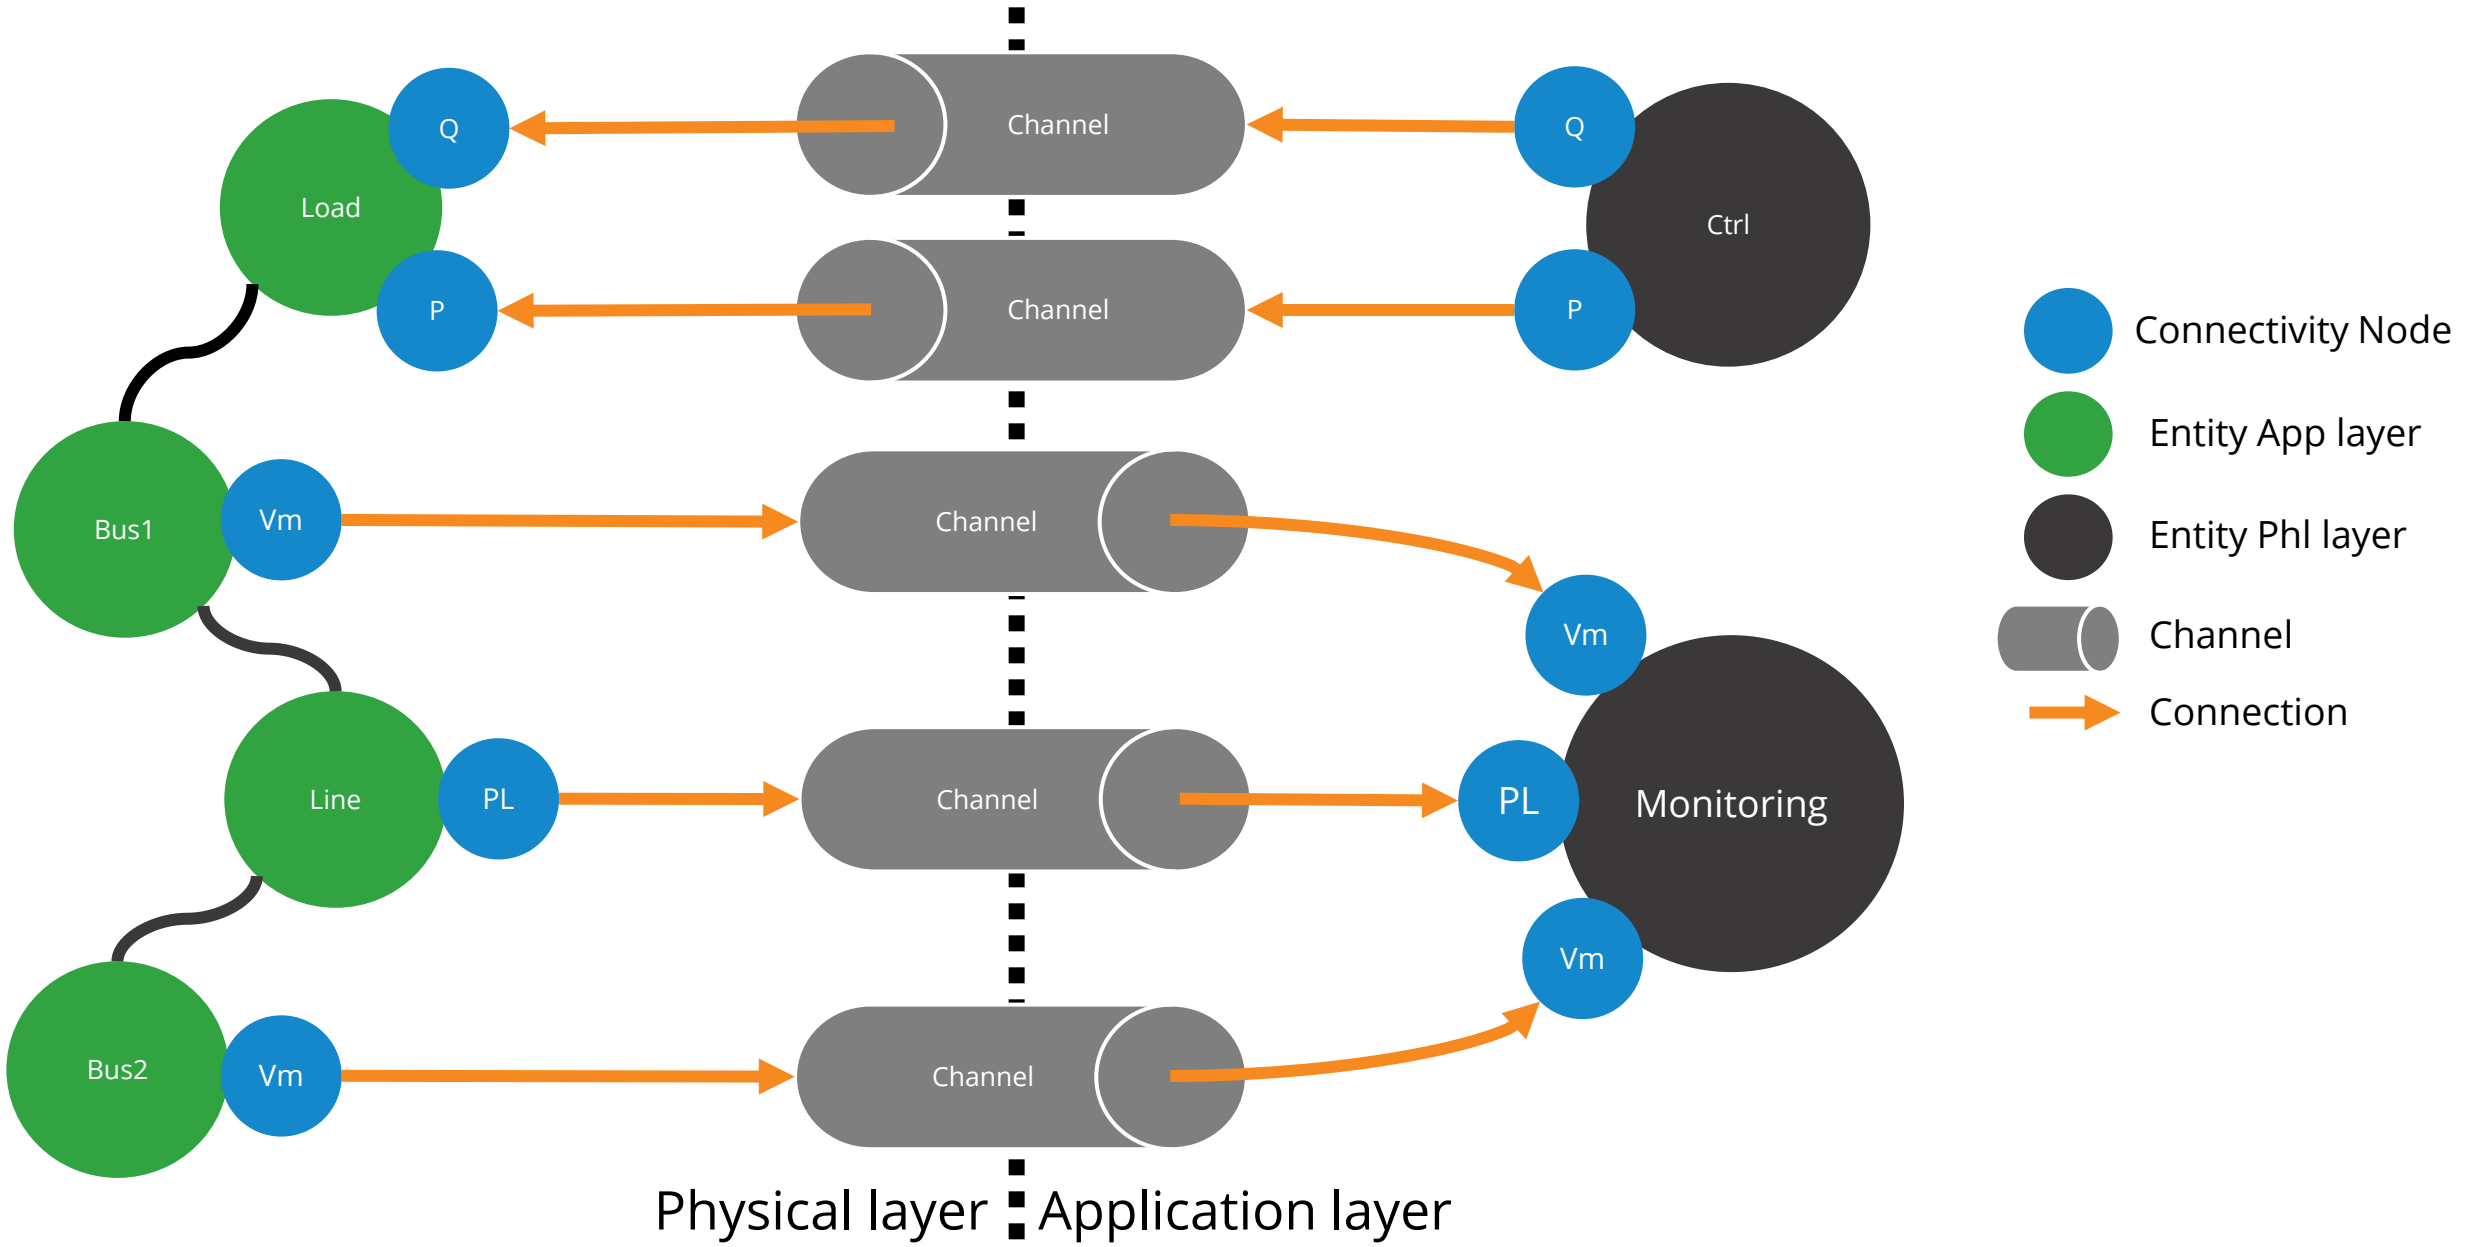 Q
Channel
Q
Load
Ctrl
P
Channel
P
Connectivity Node
Entity App layer
Bus1
Vm
Channel
Entity Phl layer
Vm
Channel
Connection
Line
PL
Channel
PL
Monitoring
Vm
Bus2
Vm
Channel
Physical layer
Application layer